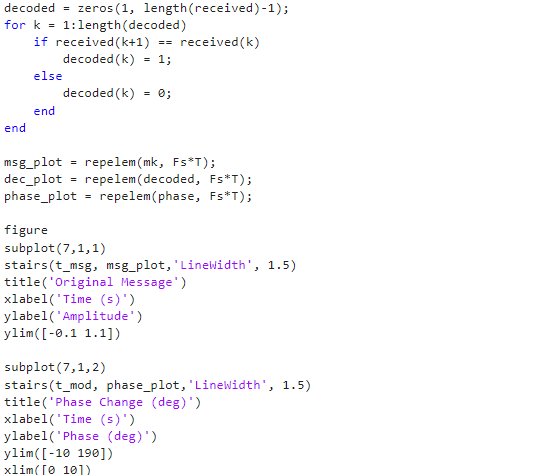 decoded = zeros(1, length(received)-1);
for k = 1:length(decoded)
if received(k+1) == received(k)
decoded(k) = 1;
else
decoded(k) = 0;
end
end
msg_plot = repelem(mk, Fs*T);
dec_plot = repelem(decoded, Fs*T);
phase_plot = repelem(phase, Fs*T);
figure
subplot(7,1,1)
stairs(t_msg, msg_plot,'LineWidth', 1.5)
title('Original Message')
xlabel('Time (s)')
ylabel('Amplitude')
ylim([-0.1 1.1])
subplot(7,1,2)
stairs(t_mod, phase_plot,'LineWidth', 1.5)
title('Phase Change (deg)')
xlabel('Time (s)')
ylabel('Phase (deg)')
ylim([-10 190])
xlim([0 10])